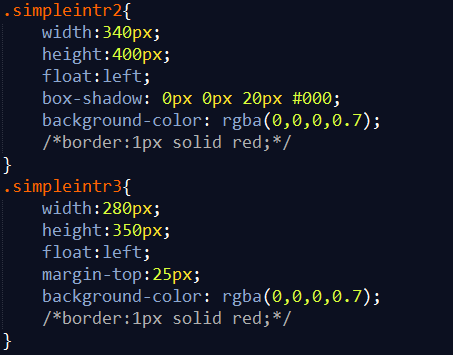 .simpleintr2{
width:340px;
height:400px;
float:left;
box-shadow: 0px 0px 20px #000;
background-color: rgba(0,0,0,0.7);
/*border:1px solid red;*/
}
.simpleintr3{
width:280px;
height:350px;
float:left;
margin-top:25px;
background-color: rgba(0,0,0,0.7);
/*border:1px solid red;*/
}